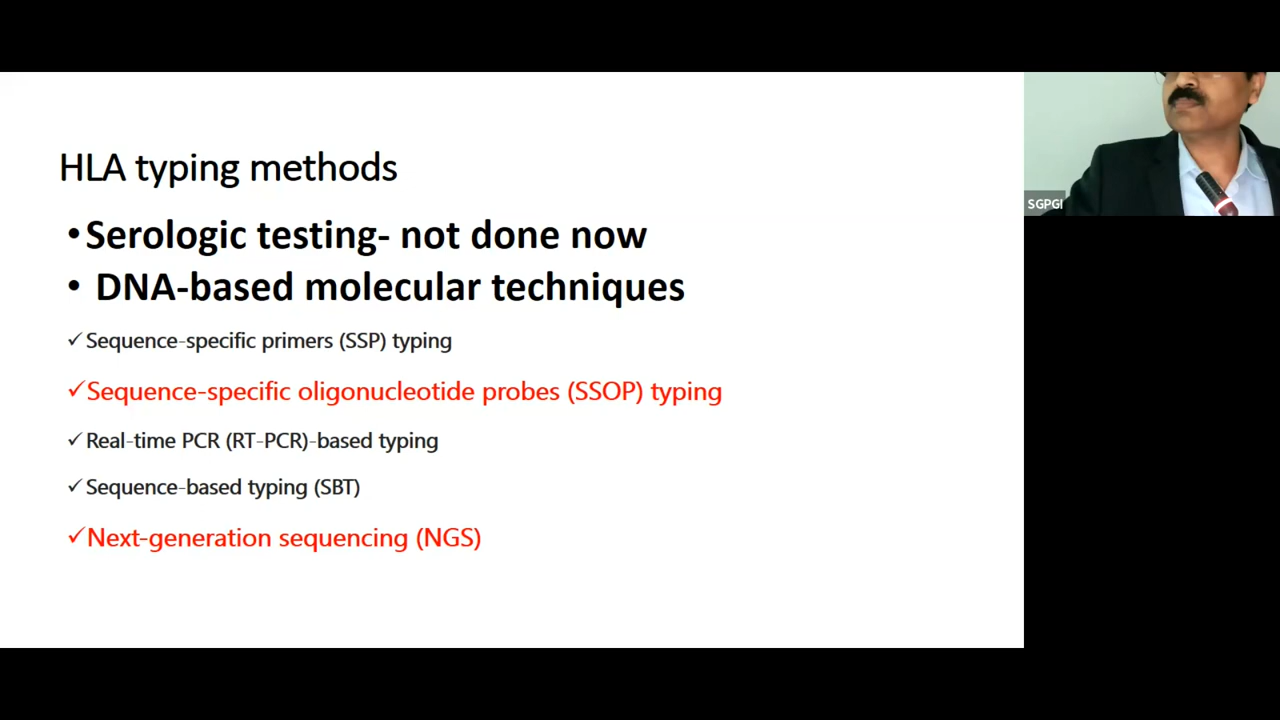 HLA typing methods
•Serologic testing- not done now
• DNA-based molecular techniques
✓Sequence-specific primers (SSP) typing
✓Sequence-specific oligonucleotide probes (SSOP) typing
✓Real-time PCR (RT-PCR)-based typing
✓Sequence-based typing (SBT)
✓Next-generation sequencing (NGS)
SGPGI